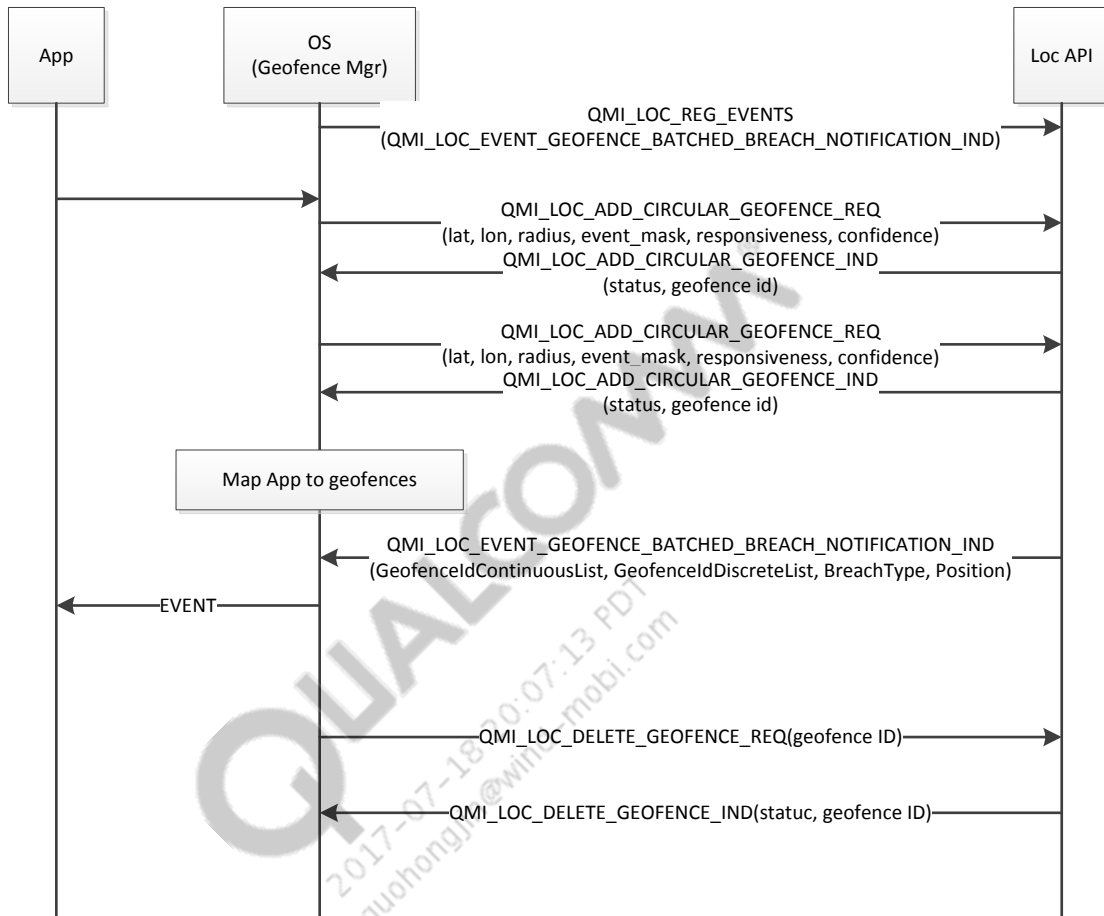 App
OS
(Geofence Mgr)
Loc API
QMI_LOC_REG_EVENTS
(QMI_LOC_EVENT_GEOFENCE_BATCHED_BREACH_NOTIFICATION_IND)
QMI_LOC_ADD_CIRCULAR_GEOFENCE_REQ
(lat, lon, radius, event_mask, responsiveness, confidence)
QMI_LOC_ADD_CIRCULAR_GEOFENCE_IND
(status, geofence id)
QMI_LOC_ADD_CIRCULAR_GEOFENCE_REQ
(lat, lon, radius, event_mask, responsiveness, confidence)
QMI_LOC_ADD_CIRCULAR_GEOFENCE_IND
(status, geofence id)
Map App to geofences
QMI_LOC_EVENT_GEOFENCE_BATCHED_BREACH_NOTIFICATION_IND
(GeofenceIdContinuousList, GeofenceIdDiscreteList, BreachType, Position)
EVENT
QMI_LOC_DELETE_GEOFENCE_REQ(geofence ID)
QMI_LOC_DELETE_GEOFENCE_IND(statuc, geofence ID)
QUALCOMM
2017-07-18 20:07:13 PDT